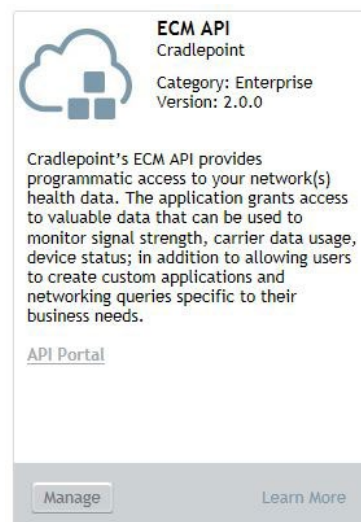 ECM API
Cradlepoint
Category: Enterprise
Version: 2.0.0
Cradlepoint's ECM API provides
programmatic access to your network(s)
health data. The application grants access
to valuable data that can be used to
monitor signal strength, carrier data usage,
device status; in addition to allowing users
to create custom applications and
networking queries specific to their
business needs.
API Portal
Manage
Learn More